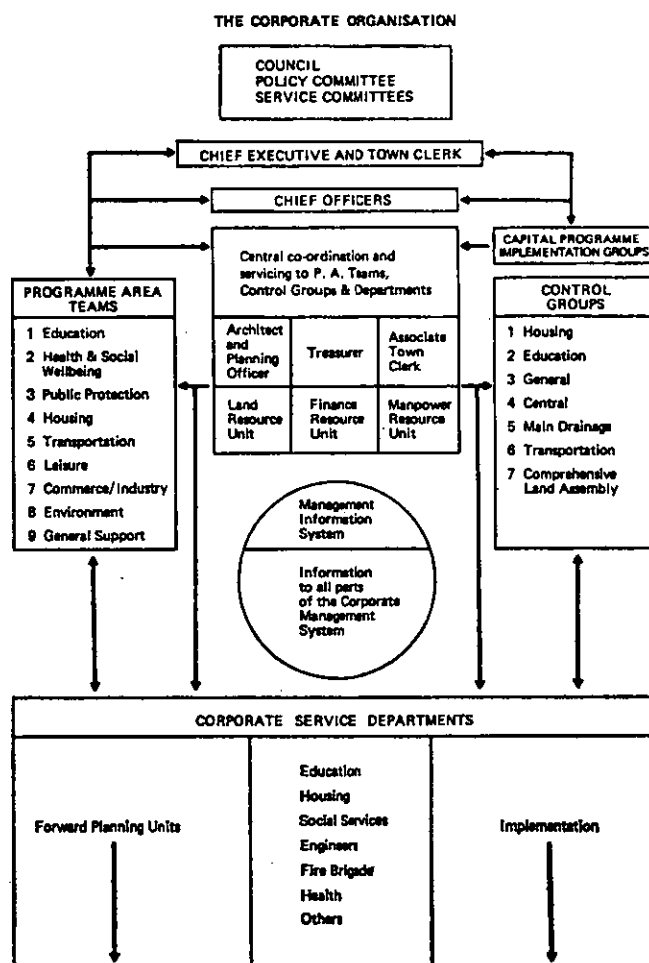 THE CORPORATE ORGANISATION
COUNCIL
POLICY COMMITTEE
SERVICE COMMITTEES
CHIEF EXECUTIVE AND TOWN CLERK
CHIEF OFFICERS
CAPITAL PROGRAMME
IMPLEMENTATION GROUPS
Central co-ordination and
servicing to P. A. Teams,
Control Groups & Departments
Architect
and
Planning
Officer
Treasurer
Associate
Town
Clerk
Land
Resource
Unit
Finance
Resource
Unit
Manpower
Resource
Unit
PROGRAMME AREA
TEAMS
1 Education
2 Health & Social
Wellbeing
3 Public Protection
4 Housing
5 Transportation
6 Leisure
7 Commerce/Industry
8 Environment
9 General Support
CONTROL
GROUPS
1 Housing
2 Education
3 General
4 Central
5 Main Drainage
6 Transportation
7 Comprehensive
Land Assembly
Management
Information
System
Information
to all parts
of the Corporate
Management
System
CORPORATE SERVICE DEPARTMENTS
Forward Planning Units
Education
Housing
Social Services
Engineers
Fire Brigade
Health
Others
Implementation